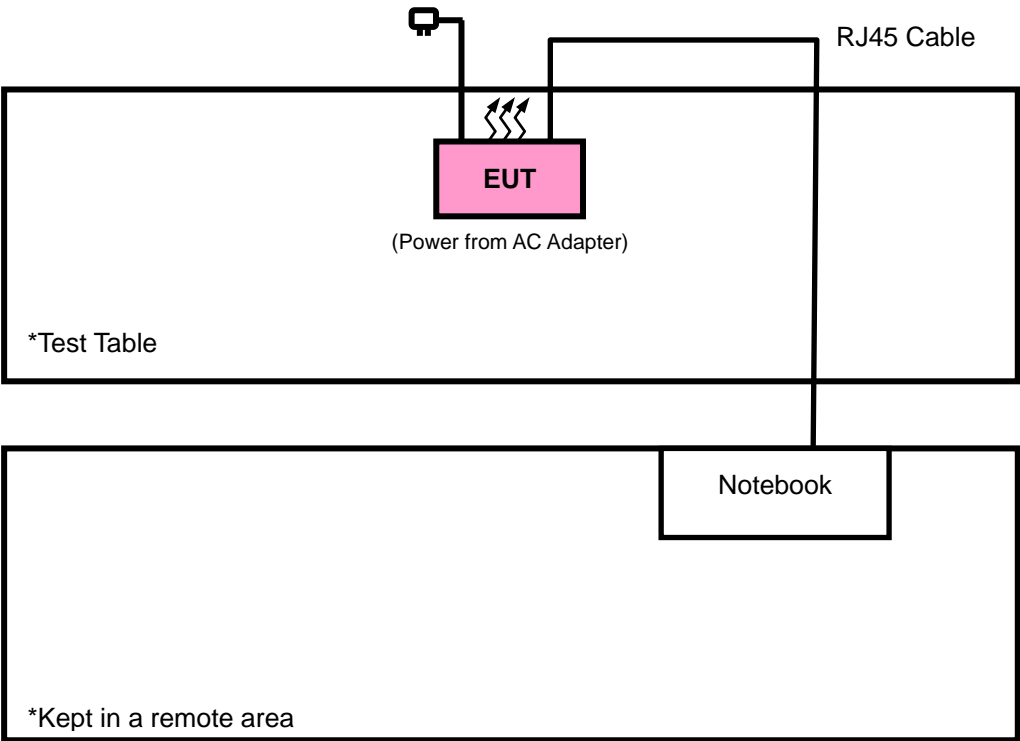 RJ45 Cable
EUT
(Power from AC Adapter)
*Test Table
Notebook
*Kept in a remote area